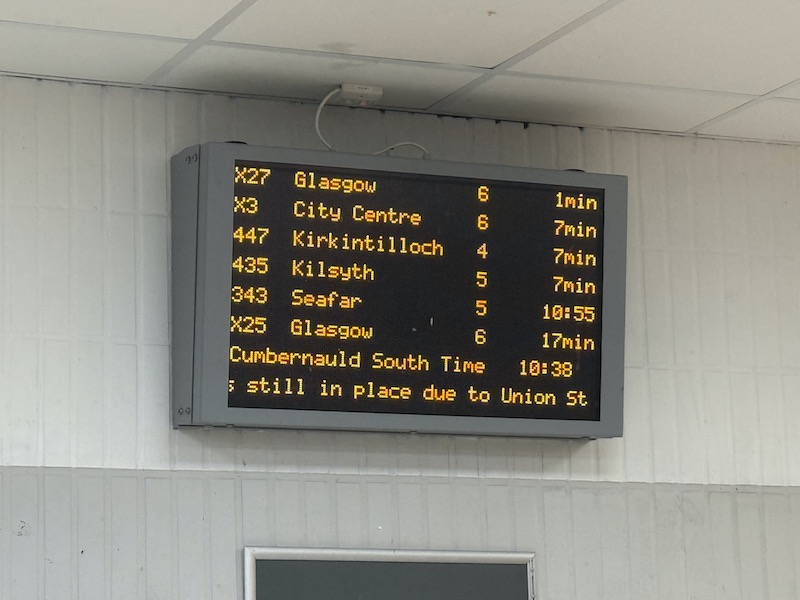 X27 Glasgow 6 1min
X3 City Centre 6 7min
447 Kirkintilloch 4 7min
435 Kilsyth 5 7min
343 Seafar 5 10:55
X25 Glasgow 6 17min
Cumbernauld South Time 10:38
s still in place due to Union St